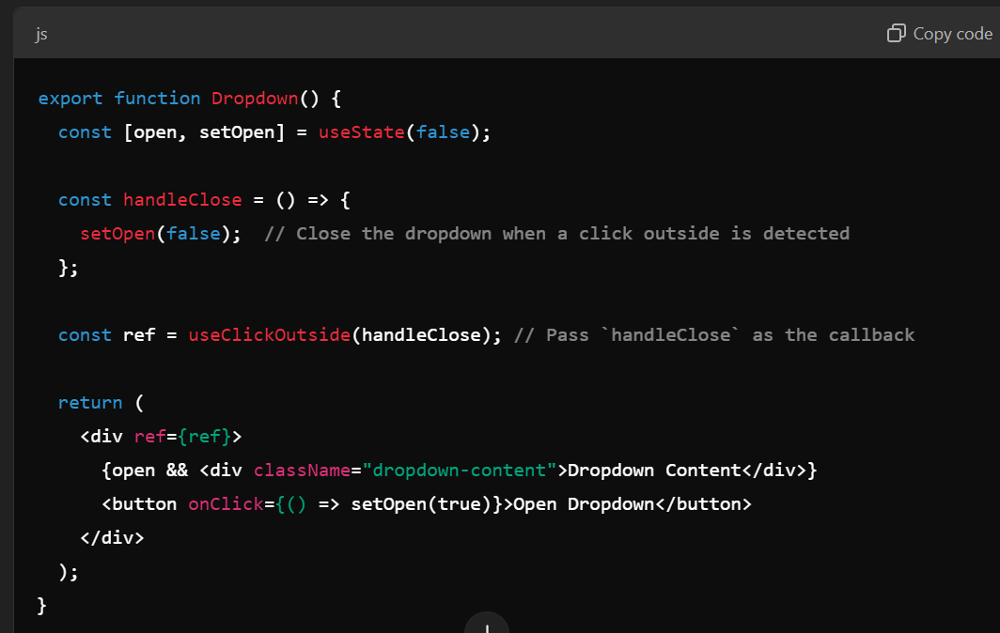 js
Copy code
export function Dropdown() {
  const [open, setOpen] = useState(false);
  const handleClose = () => {
    setOpen(false);  // Close the dropdown when a click outside is detected
  };
  const ref = useClickOutside(handleClose); // Pass `handleClose` as the callback
  return (
    <div ref={ref}>
      {open && <div className="dropdown-content">Dropdown Content</div>}
      <button onClick={() => setOpen(true)}>Open Dropdown</button>
    </div>
  );
}